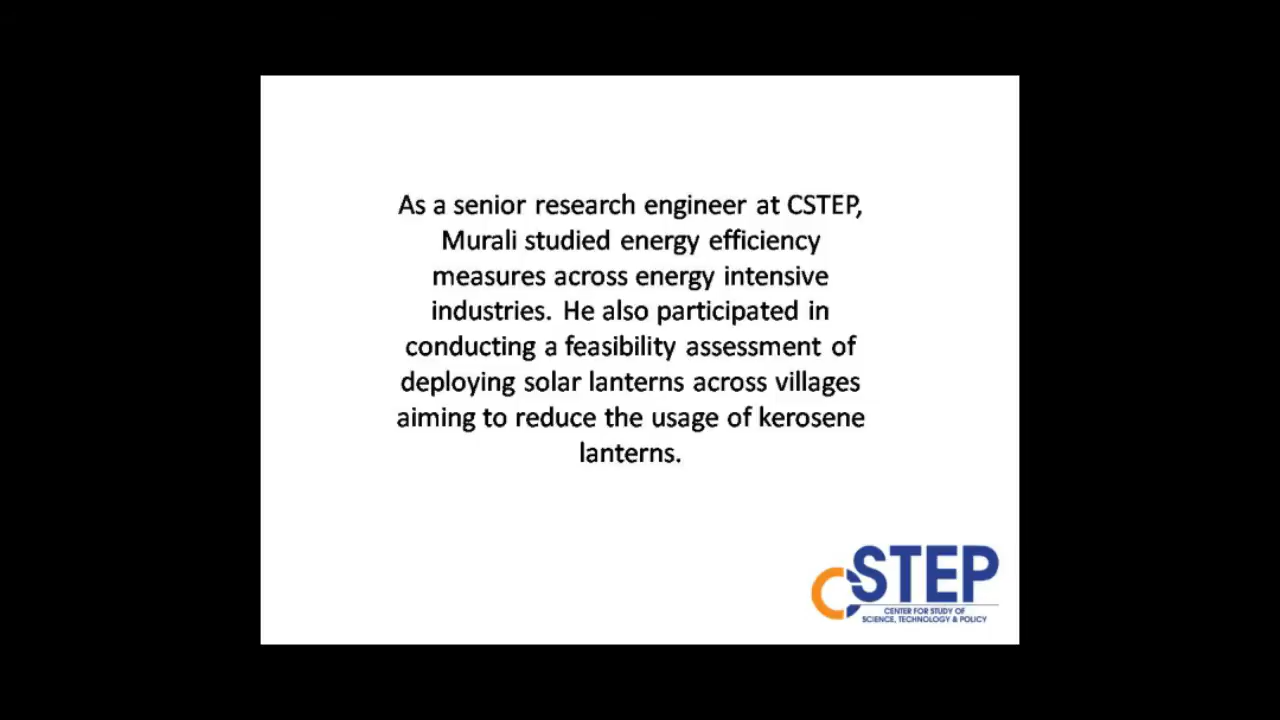 As a senior research engineer at CSTEP,
Murali studied energy efficiency
measures across energy intensive
industries. He also participated in
conducting a feasibility assessment of
deploying solar lanterns across villages
aiming to reduce the usage of kerosene
lanterns.
CSTEP
CENTER FOR STUDY OF
SCIENCE, TECHNOLOGY & POLICY